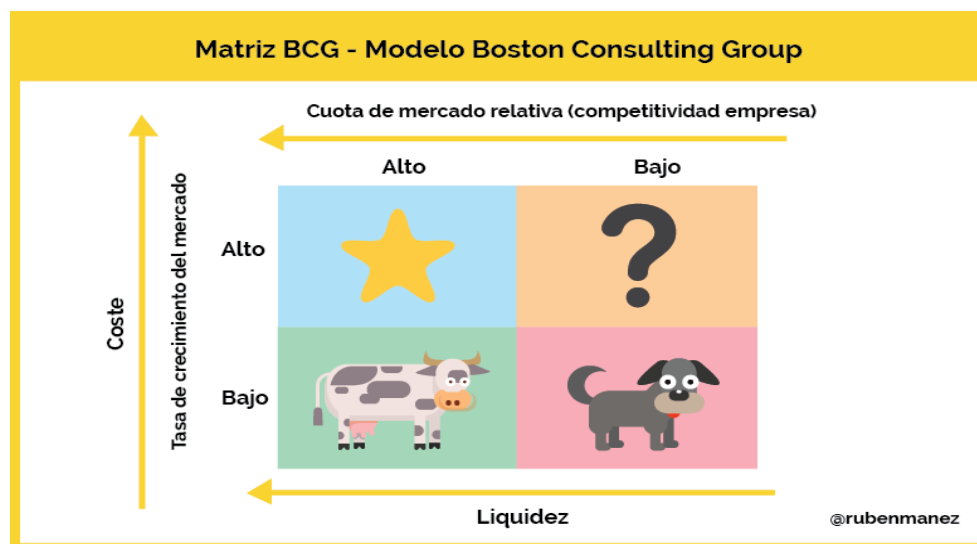 Matriz BCG - Modelo Boston Consulting Group
Cuota de mercado relativa (competitividad empresa)
Alto
Bajo
Coste
Tasa de crecimiento del mercado
Alto
?
Bajo
Liquidez
@rubenmanez